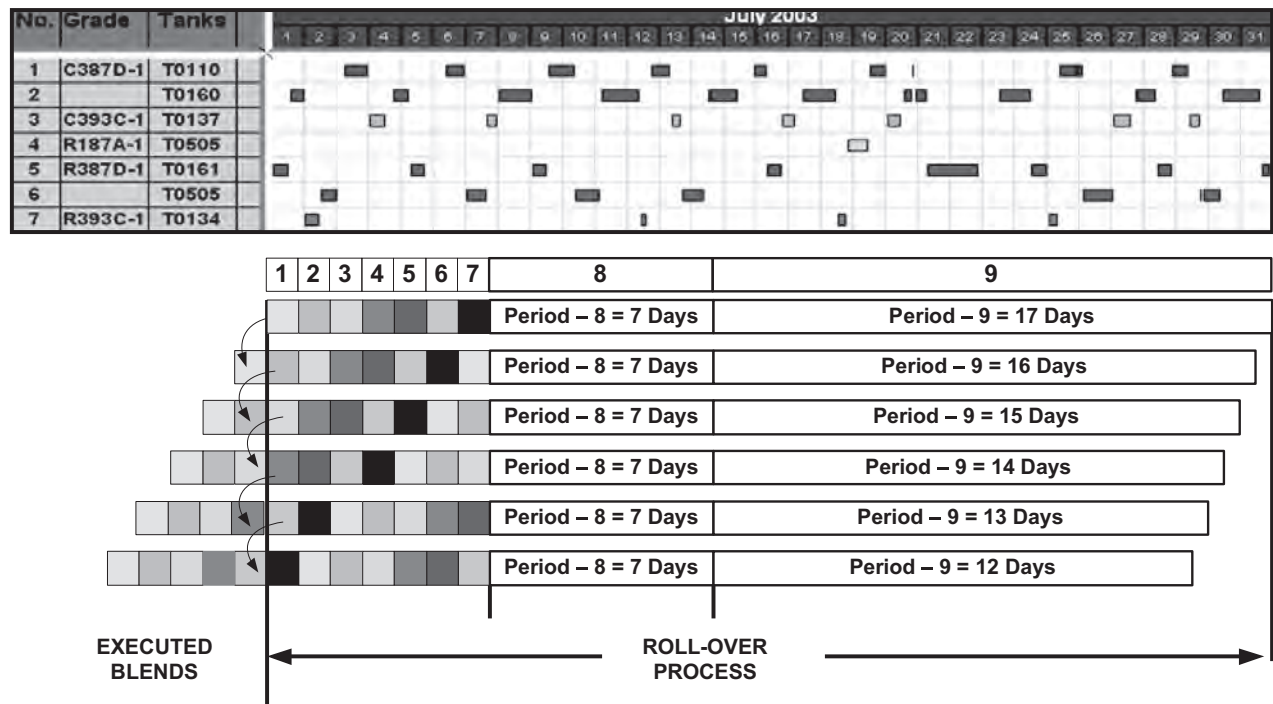 No. Grade Tanks July 2003
1 2 3 4 5 6 7 8 9 10 11 12 13 14 15 16 17 18 19 20 21 22 23 24 25 26 27 28 29 30 31
1 C387D-1 T0110
2 T0160
3 C393C-1 T0137
4 R187A-1 T0505
5 R387D-1 T0161
6 T0505
7 R393C-1 T0134
1 2 3 4 5 6 7 8 9
Period – 8 = 7 Days Period – 9 = 17 Days
Period – 8 = 7 Days Period – 9 = 16 Days
Period – 8 = 7 Days Period – 9 = 15 Days
Period – 8 = 7 Days Period – 9 = 14 Days
Period – 8 = 7 Days Period – 9 = 13 Days
Period – 8 = 7 Days Period – 9 = 12 Days
EXECUTED BLENDS
ROLL-OVER PROCESS